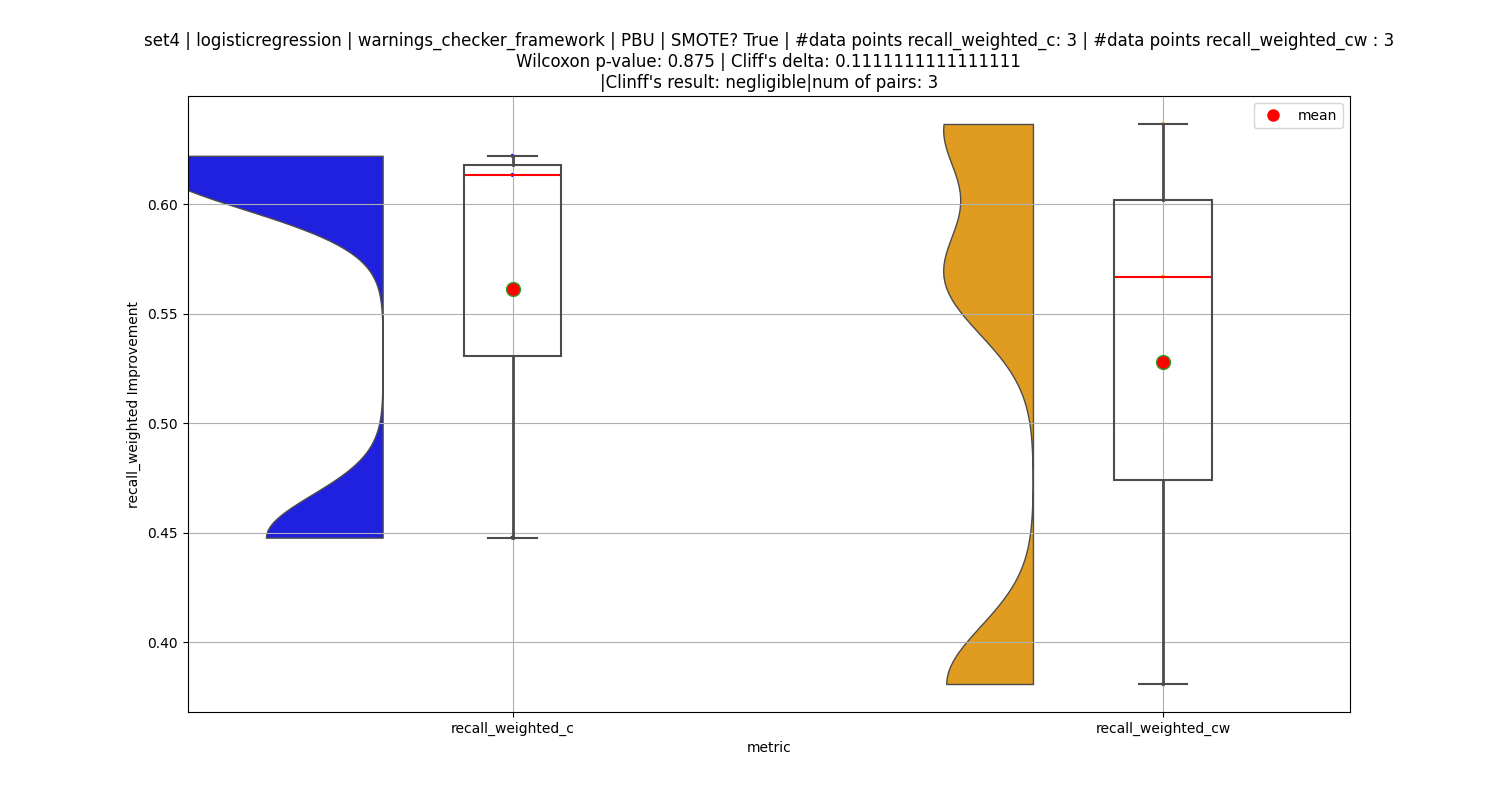 set4 | logisticregression | warnings_checker_framework | PBU | SMOTE? True | #data points recall_weighted_c: 3 | #data points recall_weighted_cw : 3
Wilcoxon p-value: 0.875 | Cliff's delta: 0.1111111111111111
|Clinff's result: negligible|num of pairs: 3
mean
0.60
0.55
0.50
0.45
0.40
recall_weighted Improvement
recall_weighted_c
recall_weighted_cw
metric